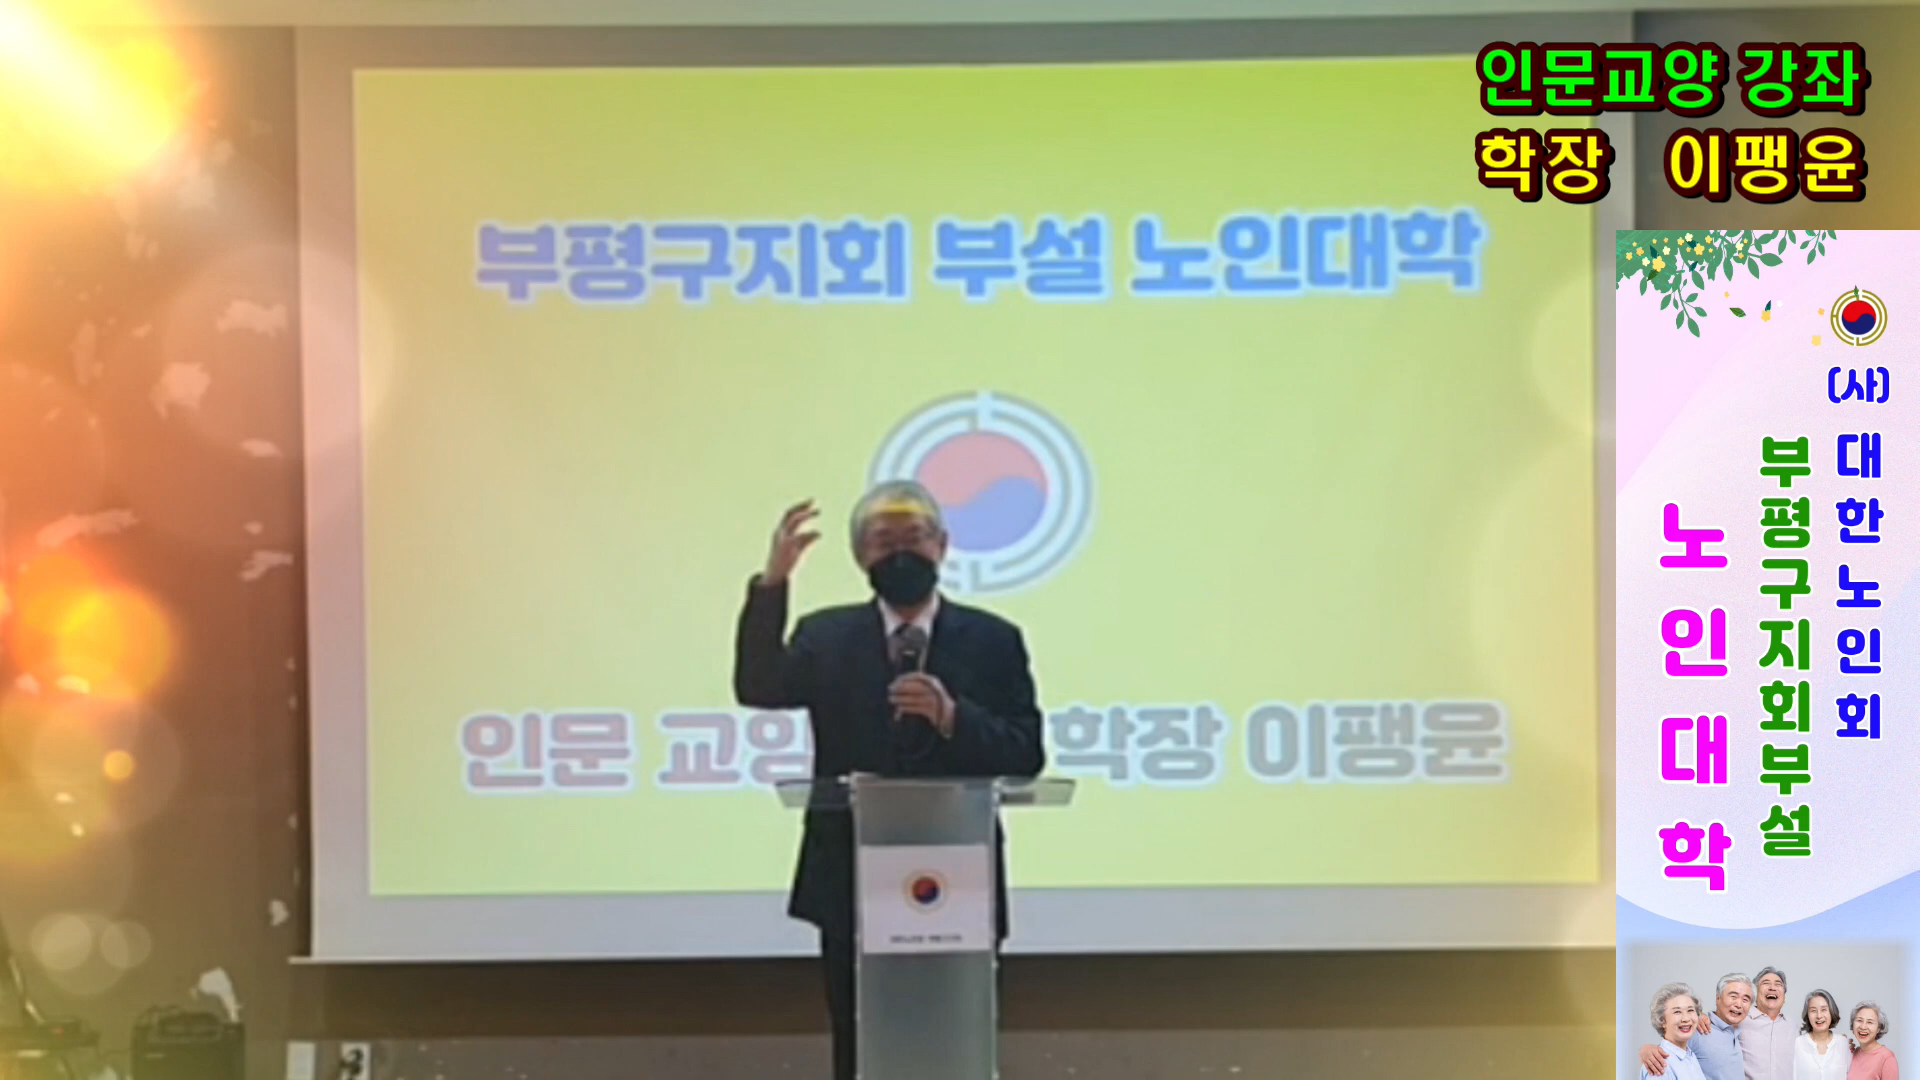 인문교양 강좌
학장 이팽윤
부평구지회 부설 노인대학
인문 교양 학장 이팽윤
(사) 대한노인회
부평구지회부설
노인대학